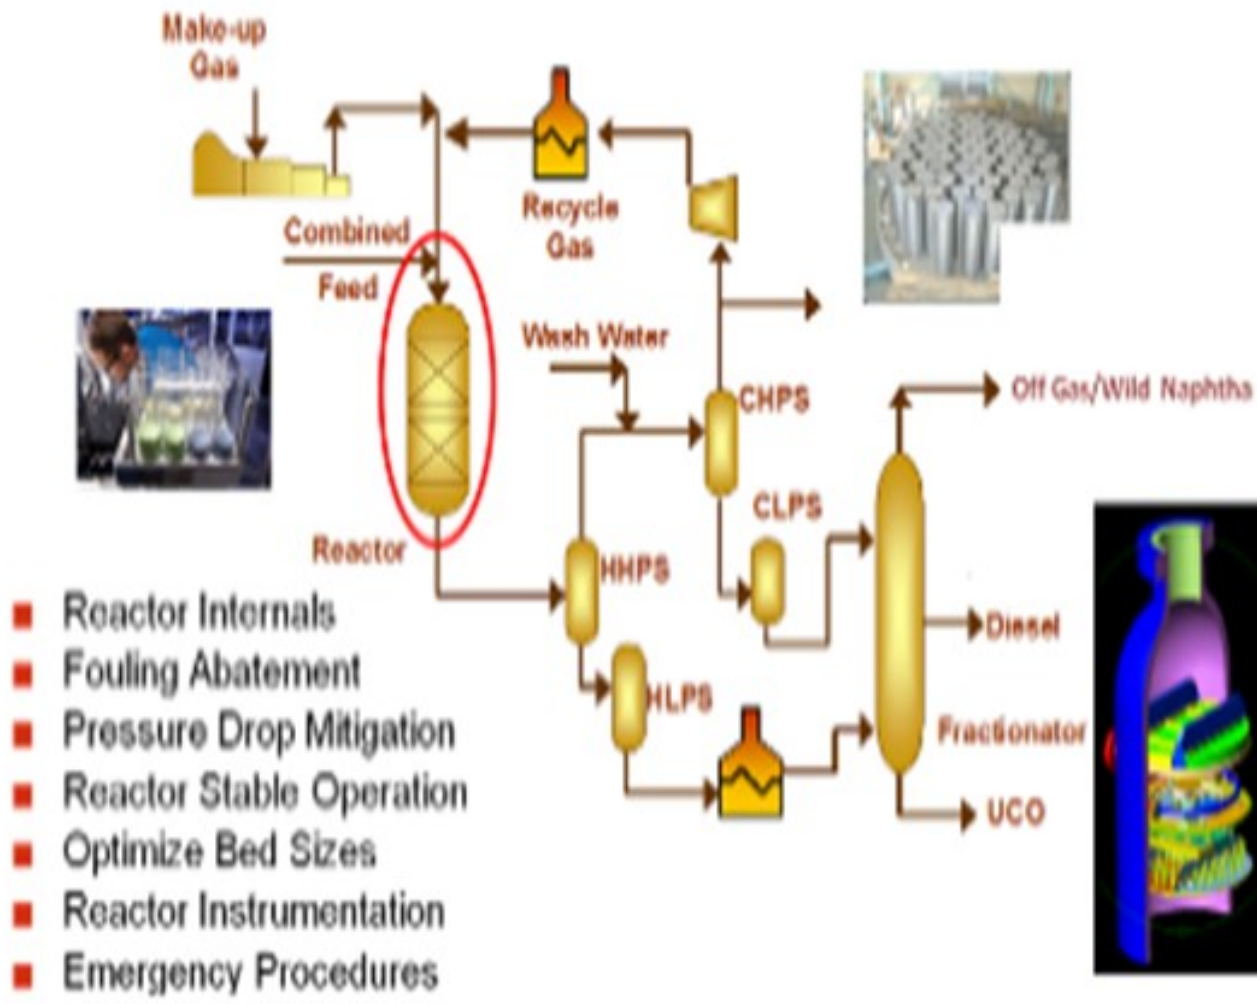 Make-up
Gas
Recycle
Gas
Combined
Feed
Wash Water
CHPS
Off Gas/Wild Naphtha
CLPS
Reactor
HHPS
Diesel
HLPS
Fractionator
UCO
Reactor Internals
Fouling Abatement
Pressure Drop Mitigation
Reactor Stable Operation
Optimize Bed Sizes
Reactor Instrumentation
Emergency Procedures